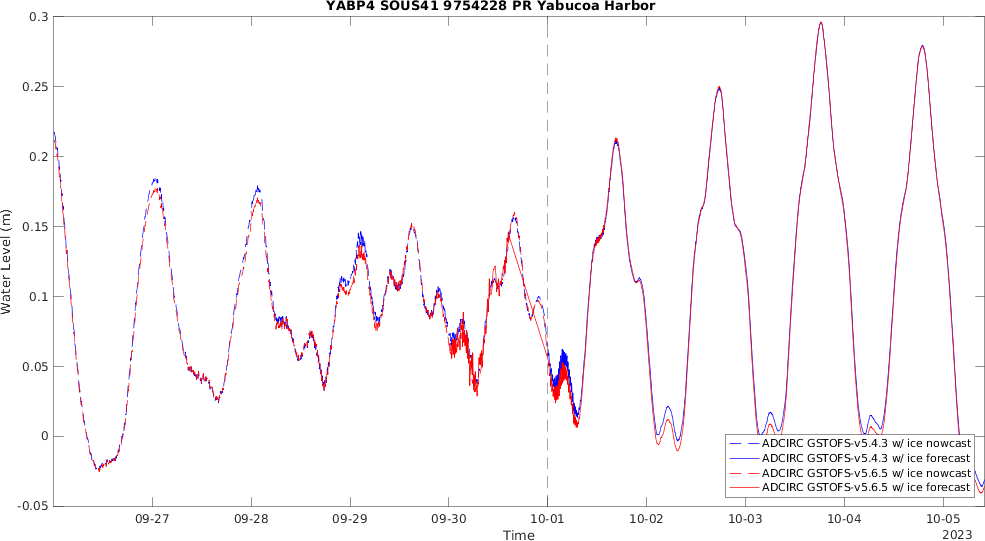 YABP4 SOUS41 9754228 PR Yabucoa Harbor
0.3
0.25
0.2
0.15
0.1
0.05
0
-0.05
Water Level (m)
09-27 09-28 09-29 09-30 10-01 10-02 10-03 10-04 10-05
Time
2023
ADCIRC GSTOFS-v5.4.3 w/ ice nowcast
ADCIRC GSTOFS-v5.4.3 w/ ice forecast
ADCIRC GSTOFS-v5.6.5 w/ ice nowcast
ADCIRC GSTOFS-v5.6.5 w/ ice forecast